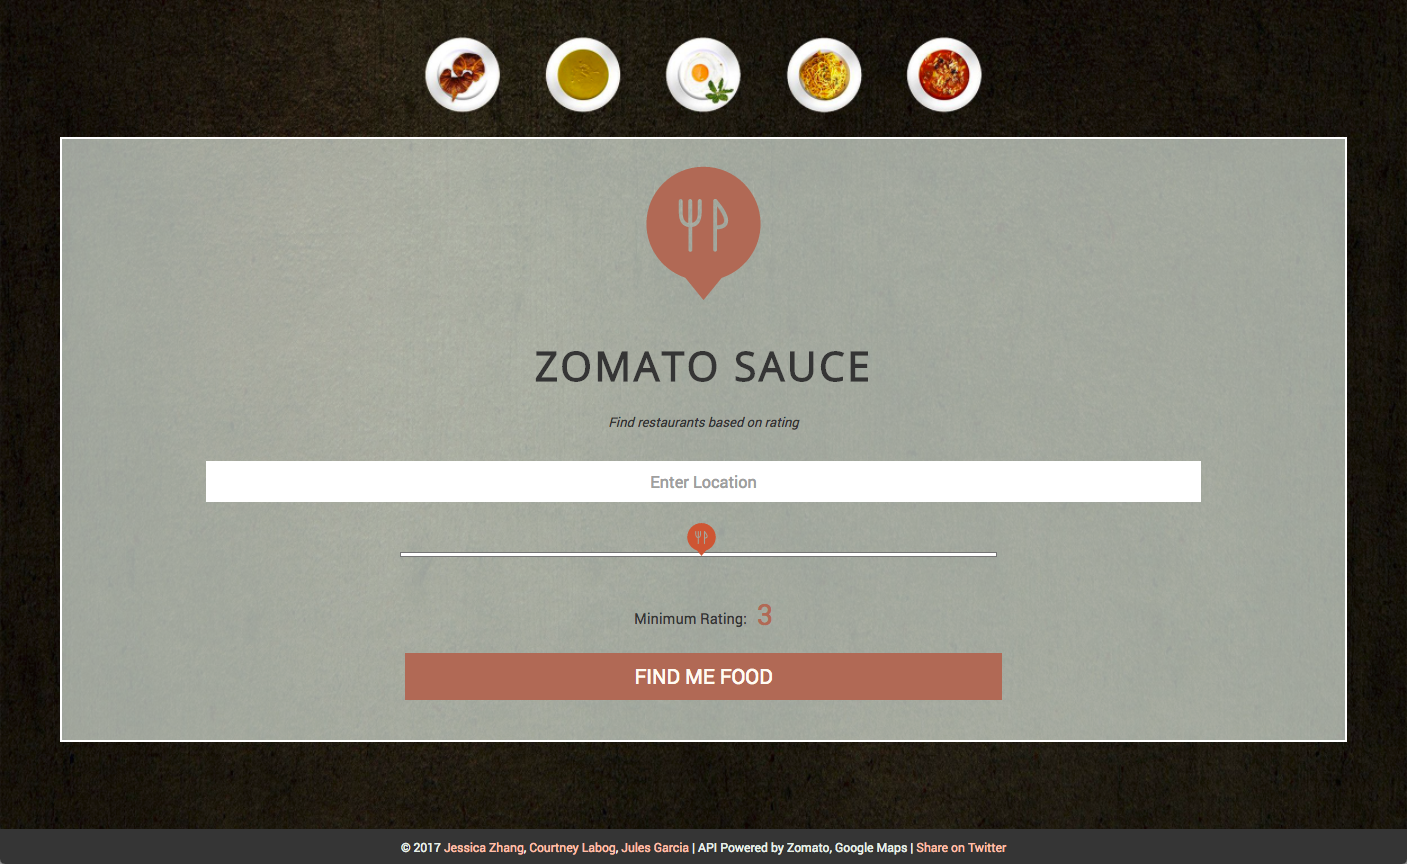 ZOMATO SAUCE
Find restaurants based on rating
Enter Location
Minimum Rating: 3
FIND ME FOOD
© 2017 Jessica Zhang, Courtney Labog, Jules Garcia | API Powered by Zomato, Google Maps | Share on Twitter